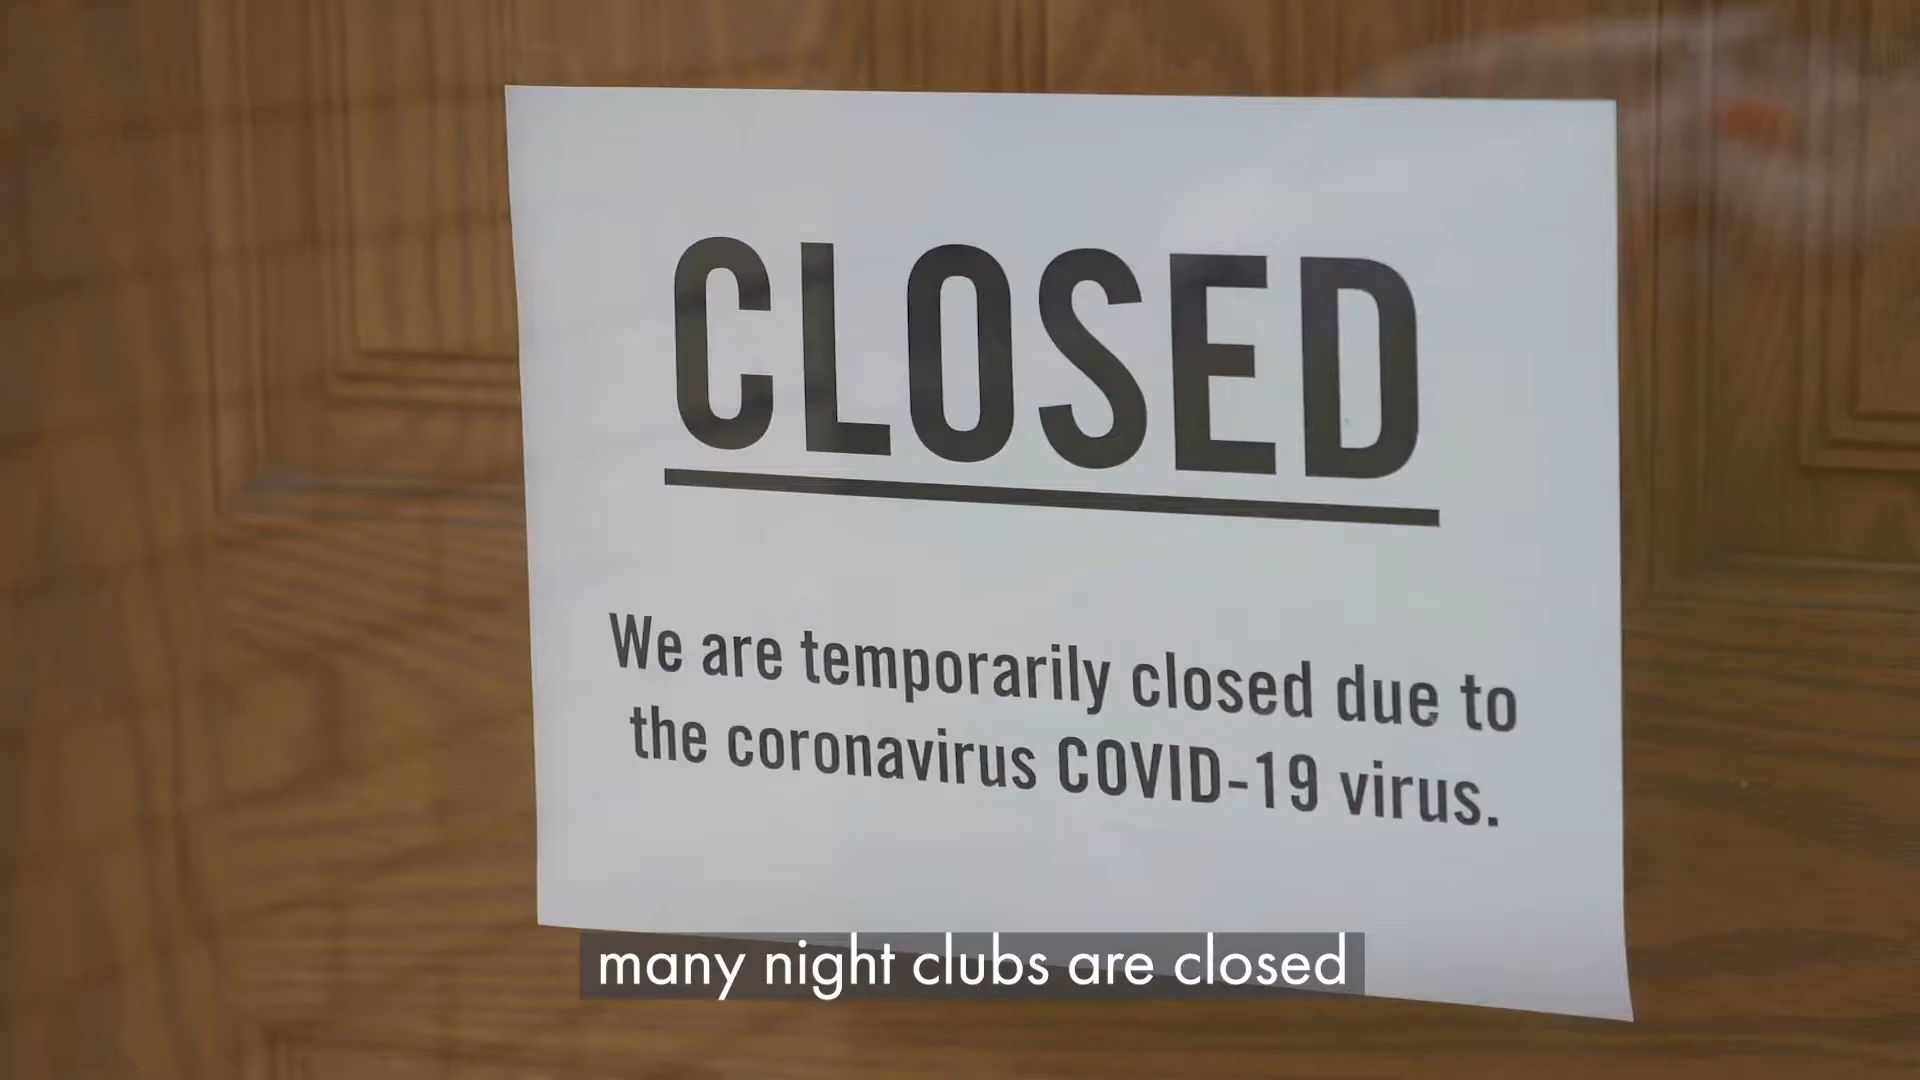 CLOSED
We are temporarily closed due to
the coronavirus COVID-19 virus.
many night clubs are closed